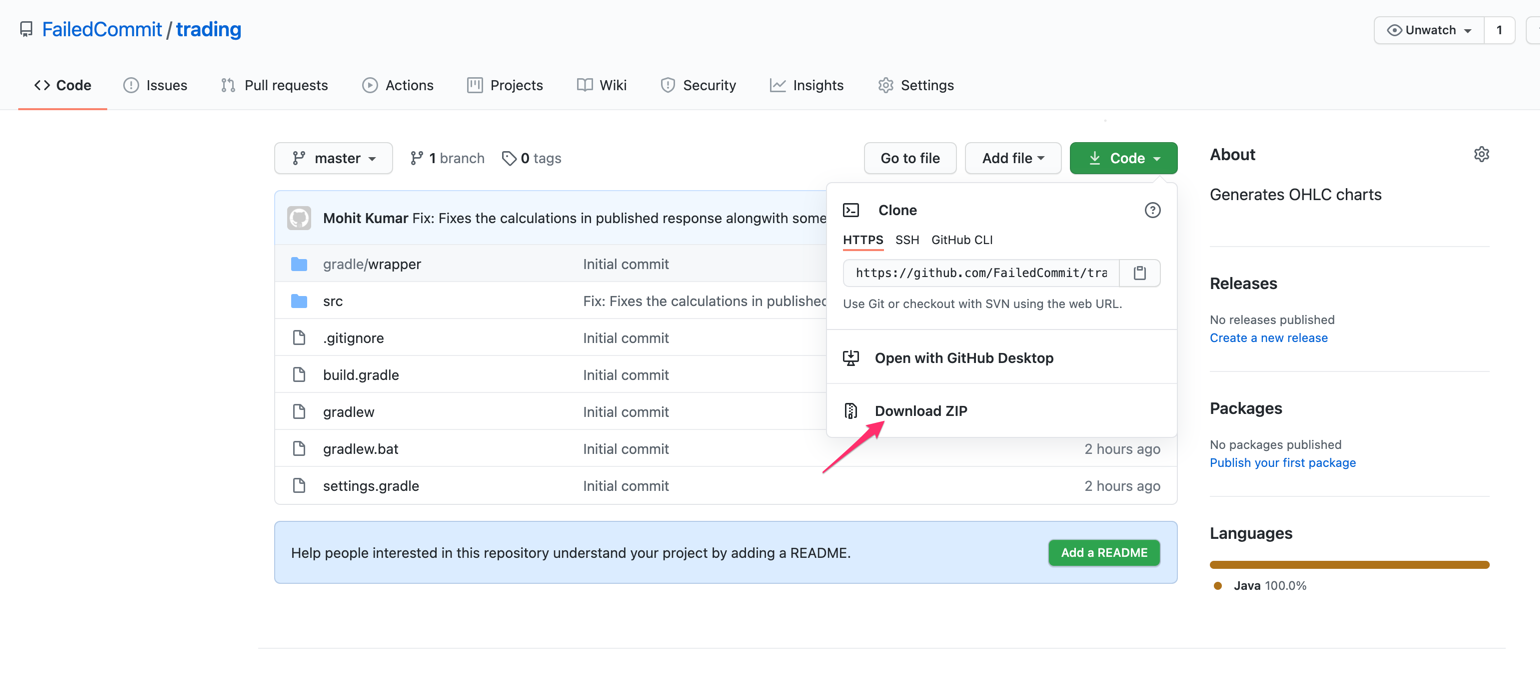 FailedCommit / trading
Unwatch 1
Code Issues Pull requests Actions Projects Wiki Security Insights Settings
master 1 branch 0 tags Go to file Add file Code
Mohit Kumar Fix: Fixes the calculations in published response alongwith some
gradle/wrapper Initial commit
src Fix: Fixes the calculations in published
.gitignore Initial commit
build.gradle Initial commit
gradlew Initial commit
gradlew.bat Initial commit 2 hours ago
settings.gradle Initial commit 2 hours ago
Clone
HTTPS SSH GitHub CLI
https://github.com/FailedCommit/tra
Use Git or checkout with SVN using the web URL.
Open with GitHub Desktop
Download ZIP
Help people interested in this repository understand your project by adding a README. Add a README
About
Generates OHLC charts
Releases
No releases published
Create a new release
Packages
No packages published
Publish your first package
Languages
Java 100.0%